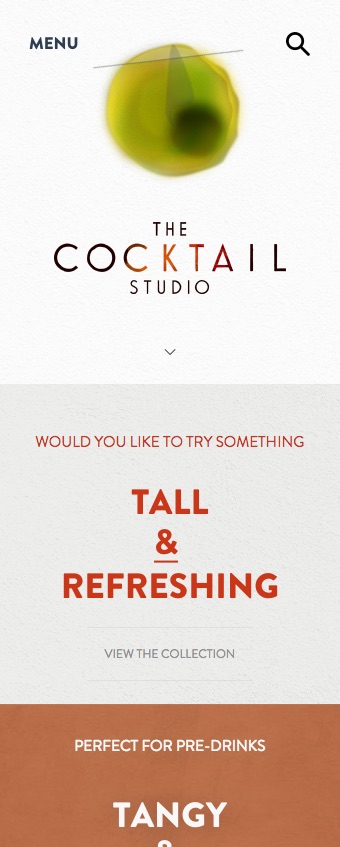 MENU
THE
COCKTAIL
STUDIO
WOULD YOU LIKE TO TRY SOMETHING
TALL
&
REFRESHING
VIEW THE COLLECTION
PERFECT FOR PRE-DRINKS
TANGY
&